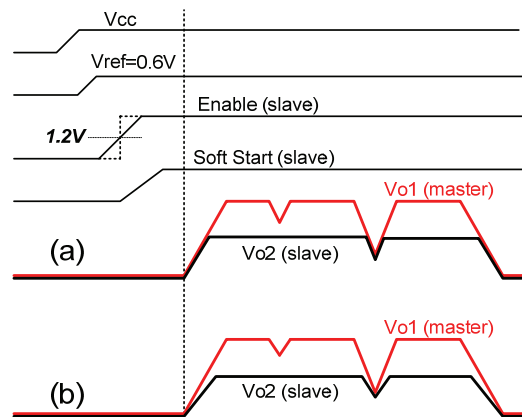 Vcc
Vref=0.6V
Enable (slave)
1.2V
Soft Start (slave)
Vo1 (master)
(a)
Vo2 (slave)
Vo1 (master)
(b)
Vo2 (slave)